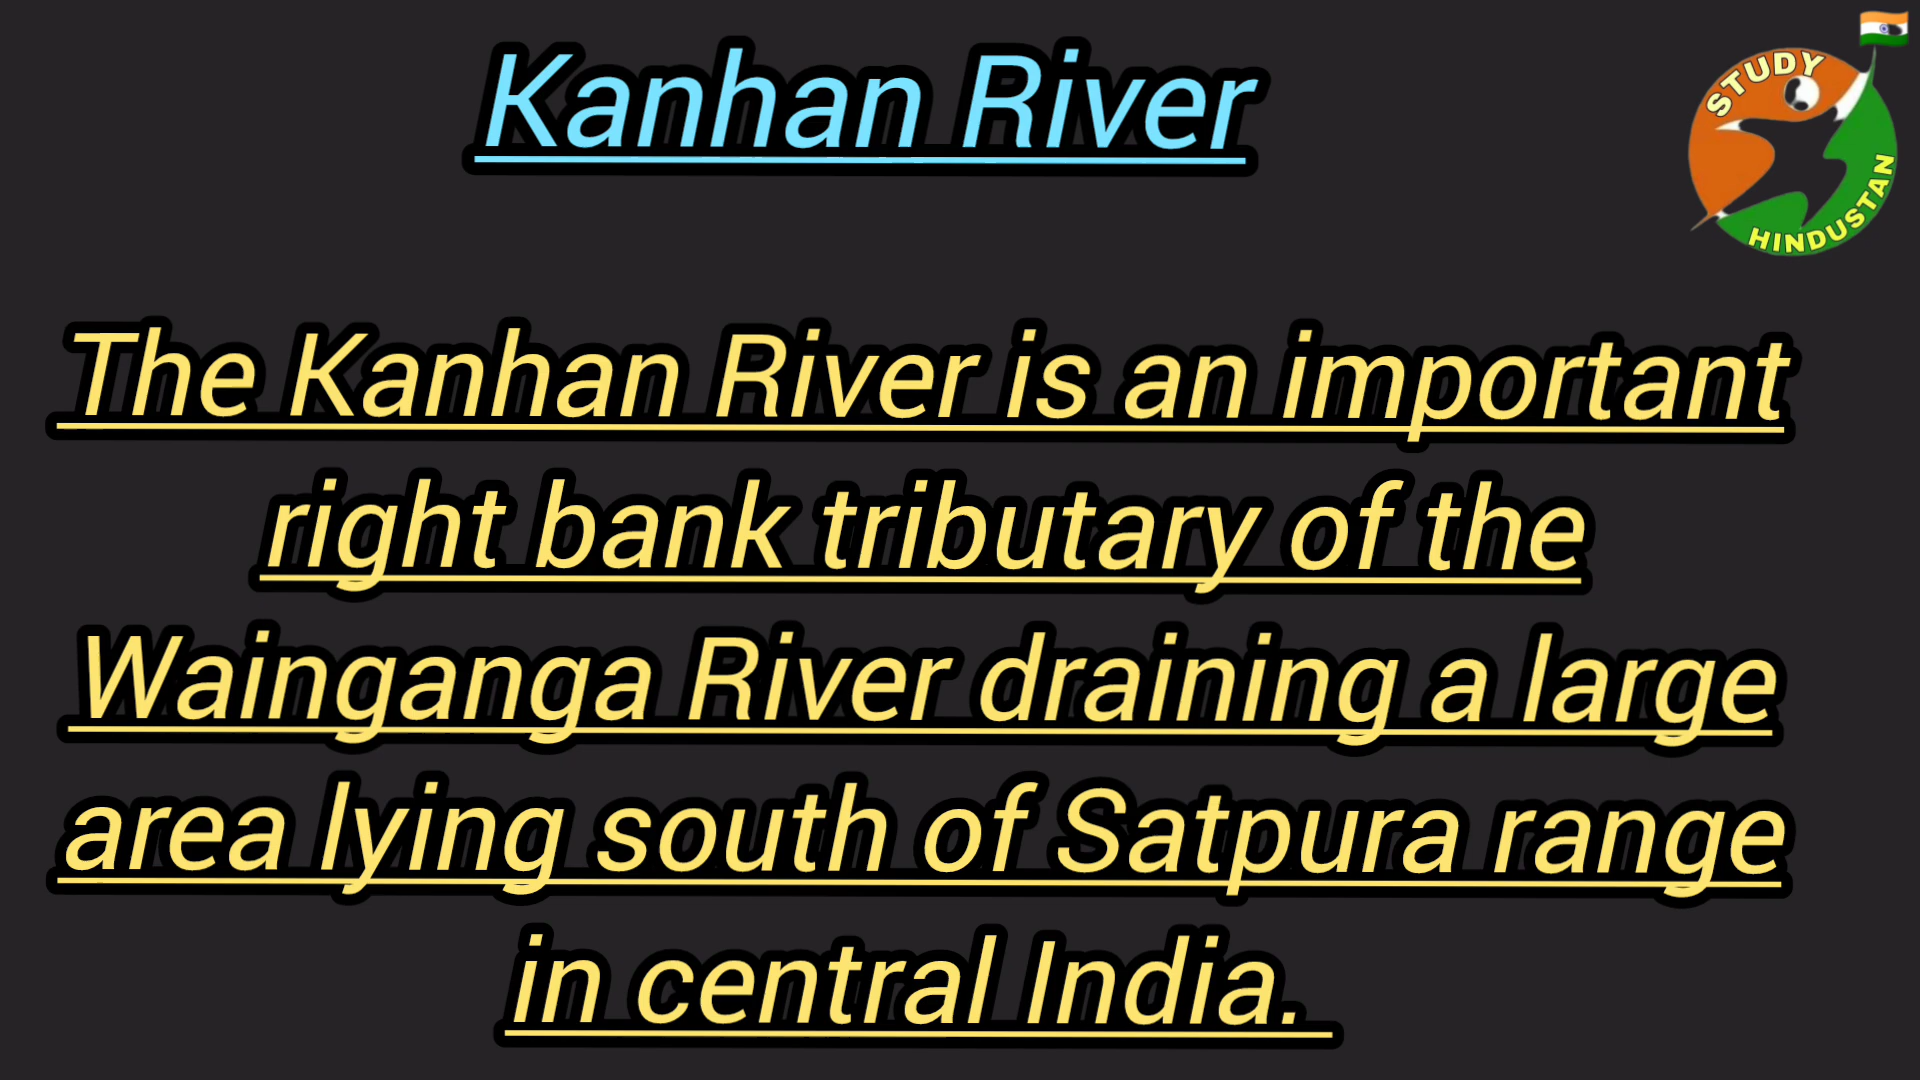 Kanhan River
STUDY
HINDUSTAN
The Kanhan River is an important
right bank tributary of the
Wainganga River draining a large
area lying south of Satpura range
in central India.